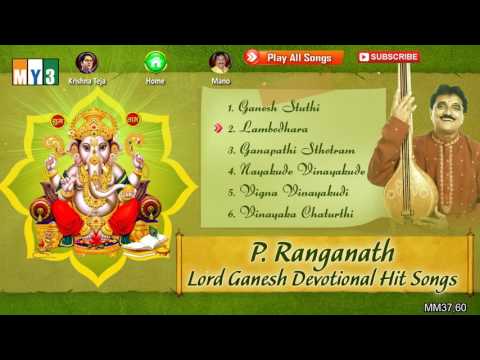 MY3
Krishna Teja
Home
Mano
Play All Songs
SUBSCRIBE
शुभ
लाभ
1. Ganesh Stuthi
2. Lambodhara
3. Ganapathi Sthotram
4. Nayakude Vinayakude
5. Vigna Vinayakudi
6. Vinayaka Chaturthi
P. Ranganath
Lord Ganesh Devotional Hit Songs
MM37,60